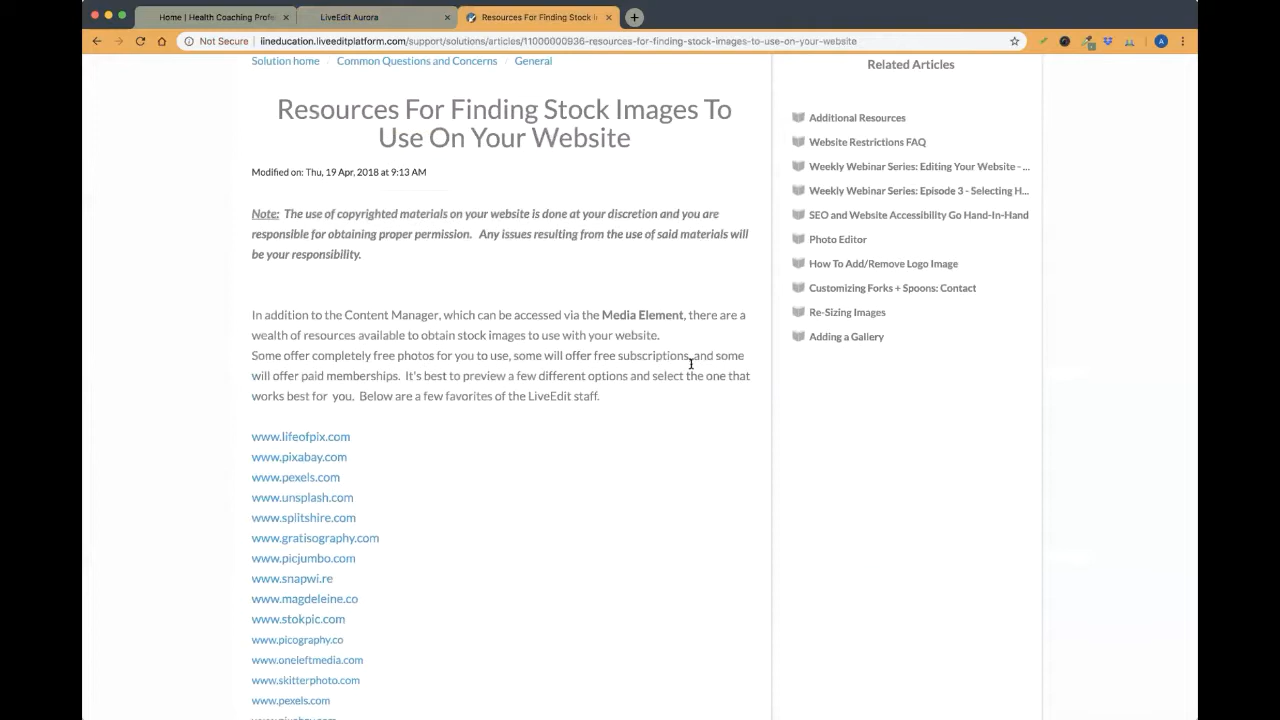 Home | Health Coaching Profe
LiveEdit Aurora
Resources For Finding Stock I
Not Secure | iineducation.liveeditplatform.com/support/solutions/articles/11000000936-resources-for-finding-stock-images-to-use-on-your-website
A
Solution home / Common Questions and Concerns / General
Resources For Finding Stock Images To
Use On Your Website
Modified on: Thu, 19 Apr, 2018 at 9:13 AM
Note: The use of copyrighted materials on your website is done at your discretion and you are
responsible for obtaining proper permission. Any issues resulting from the use of said materials will
be your responsibility.
In addition to the Content Manager, which can be accessed via the Media Element, there are a
wealth of resources available to obtain stock images to use with your website.
Some offer completely free photos for you to use, some will offer free subscriptions and some
will offer paid memberships. It's best to preview a few different options and select the one that
works best for you. Below are a few favorites of the LiveEdit staff.
www.lifeofpix.com
www.pixabay.com
www.pexels.com
www.unsplash.com
www.splitshire.com
www.gratisography.com
www.picjumbo.com
www.snapwi.re
www.magdeleine.co
www.stokpic.com
www.picography.co
www.oneleftmedia.com
www.skitterphoto.com
www.pexels.com
Related Articles
Additional Resources
Website Restrictions FAQ
Weekly Webinar Series: Editing Your Website - ...
Weekly Webinar Series: Episode 3 - Selecting H...
SEO and Website Accessibility Go Hand-In-Hand
Photo Editor
How To Add/Remove Logo Image
Customizing Forks + Spoons: Contact
Re-Sizing Images
Adding a Gallery